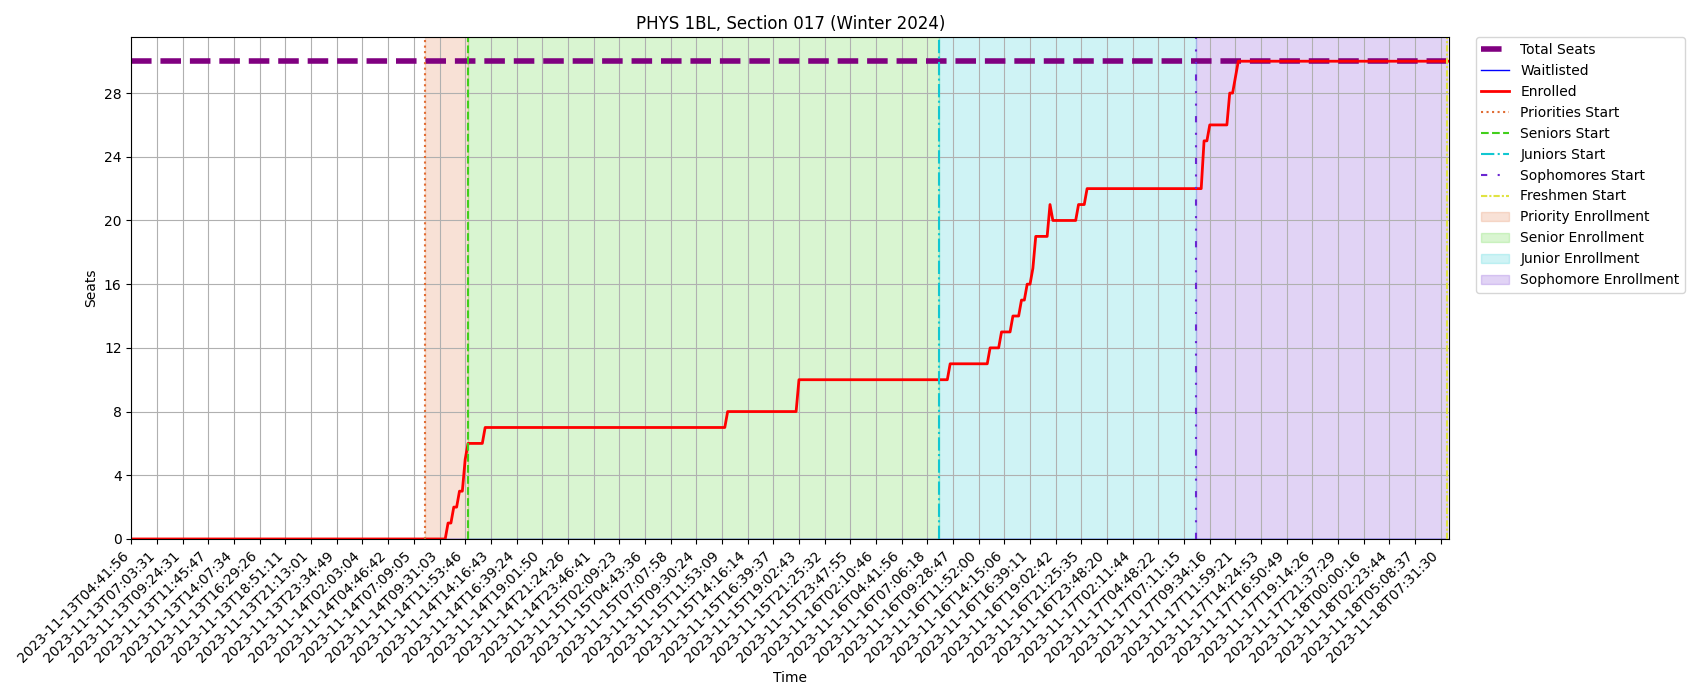 PHYS 1BL, Section 017 (Winter 2024)
Total Seats
Waitlisted
Enrolled
Priorities Start
Seniors Start
Juniors Start
Sophomores Start
Freshmen Start
Priority Enrollment
Senior Enrollment
Junior Enrollment
Sophomore Enrollment
Seats
28
24
20
16
12
8
4
0
2023-11-13T04:41:56
2023-11-13T07:03:31
2023-11-13T09:24:31
2023-11-13T11:45:47
2023-11-13T14:07:34
2023-11-13T16:29:26
2023-11-13T18:51:11
2023-11-13T21:13:01
2023-11-13T23:34:49
2023-11-14T02:03:04
2023-11-14T04:46:42
2023-11-14T07:09:05
2023-11-14T09:31:03
2023-11-14T11:53:46
2023-11-14T14:16:43
2023-11-14T16:39:24
2023-11-14T19:01:50
2023-11-14T21:24:26
2023-11-14T23:46:41
2023-11-15T02:09:23
2023-11-15T04:43:36
2023-11-15T07:07:58
2023-11-15T09:30:24
2023-11-15T11:53:09
2023-11-15T14:16:14
2023-11-15T16:39:37
2023-11-15T19:02:43
2023-11-15T21:25:32
2023-11-15T23:47:55
2023-11-16T02:10:46
2023-11-16T04:41:56
2023-11-16T07:06:18
2023-11-16T09:28:47
2023-11-16T11:52:00
2023-11-16T14:15:06
2023-11-16T16:39:11
2023-11-16T19:02:42
2023-11-16T21:25:35
2023-11-16T23:48:20
2023-11-17T02:11:44
2023-11-17T04:48:22
2023-11-17T07:11:15
2023-11-17T09:34:16
2023-11-17T11:59:21
2023-11-17T14:24:53
2023-11-17T16:50:49
2023-11-17T19:14:26
2023-11-17T21:37:29
2023-11-18T00:00:16
2023-11-18T02:23:44
2023-11-18T05:08:37
2023-11-18T07:31:30
Time